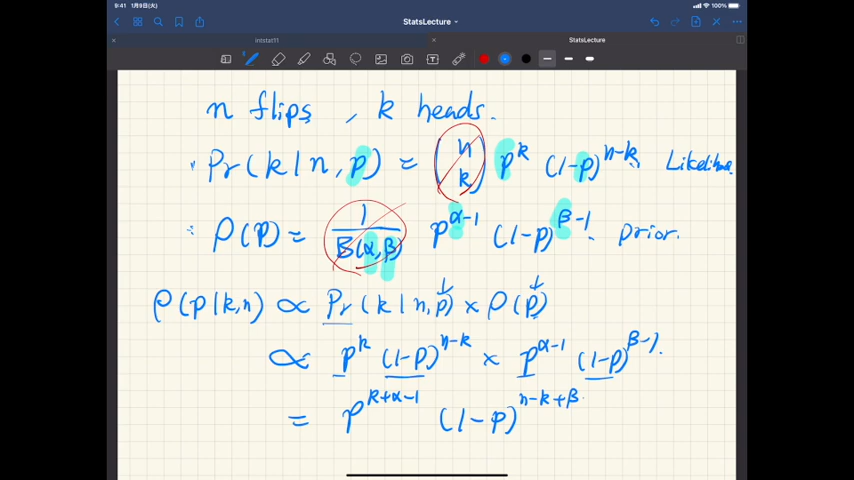 9:41 1月9日(火) 100%
StatsLecture
intstat11 StatsLecture
n flips, k heads.
Pr(k|n,p) = (n k) p^k (1-p)^{n-k}, Likelihoo
ρ(p) = 1/B(α,β) p^{α-1} (1-p)^{β-1}. prior.
ρ(p|k,n) ∝ Pr(k|n,p) × ρ(p)
∝ p^k (1-p)^{n-k} × p^{α-1} (1-p)^{β-1}.
= p^{k+α-1} (1-p)^{n-k+β}